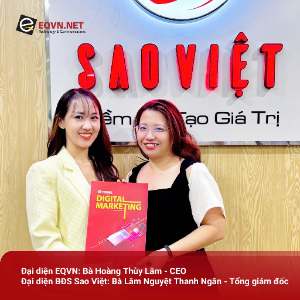 EQVN.NET
SAO VIỆT
ềm Tạo Giá Trị
DIGITAL
MARKETING
Đại diện EQVN: Bà Hoàng Thùy Lâm - CEO
Đại diện BĐS Sao Việt: Bà Lâm Nguyệt Thanh Ngân - Tổng giám đốc